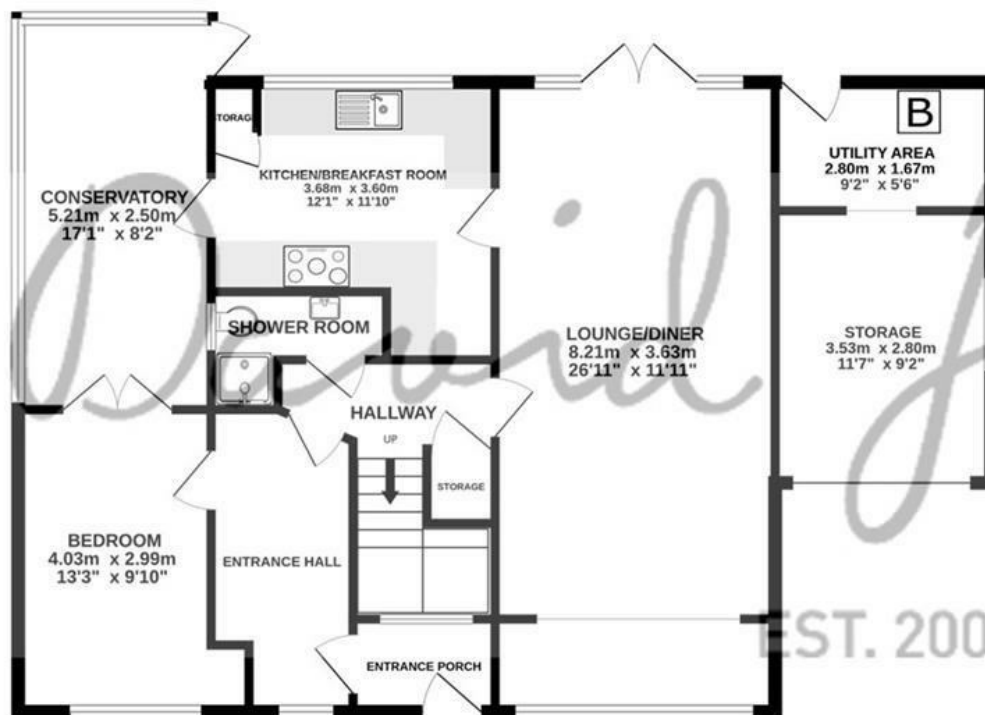 CONSERVATORY
5.21m x 2.50m
17'1" x 8'2"
KITCHEN/BREAKFAST ROOM
3.68m x 3.60m
12'1" x 11'10"
B
UTILITY AREA
2.80m x 1.67m
9'2" x 5'6"
SHOWER ROOM
LOUNGE/DINER
8.21m x 3.63m
26'11" x 11'11"
STORAGE
3.53m x 2.80m
11'7" x 9'2"
HALLWAY
UP
STORAGE
BEDROOM
4.03m x 2.99m
13'3" x 9'10"
ENTRANCE HALL
ENTRANCE PORCH
David J
EST. 200